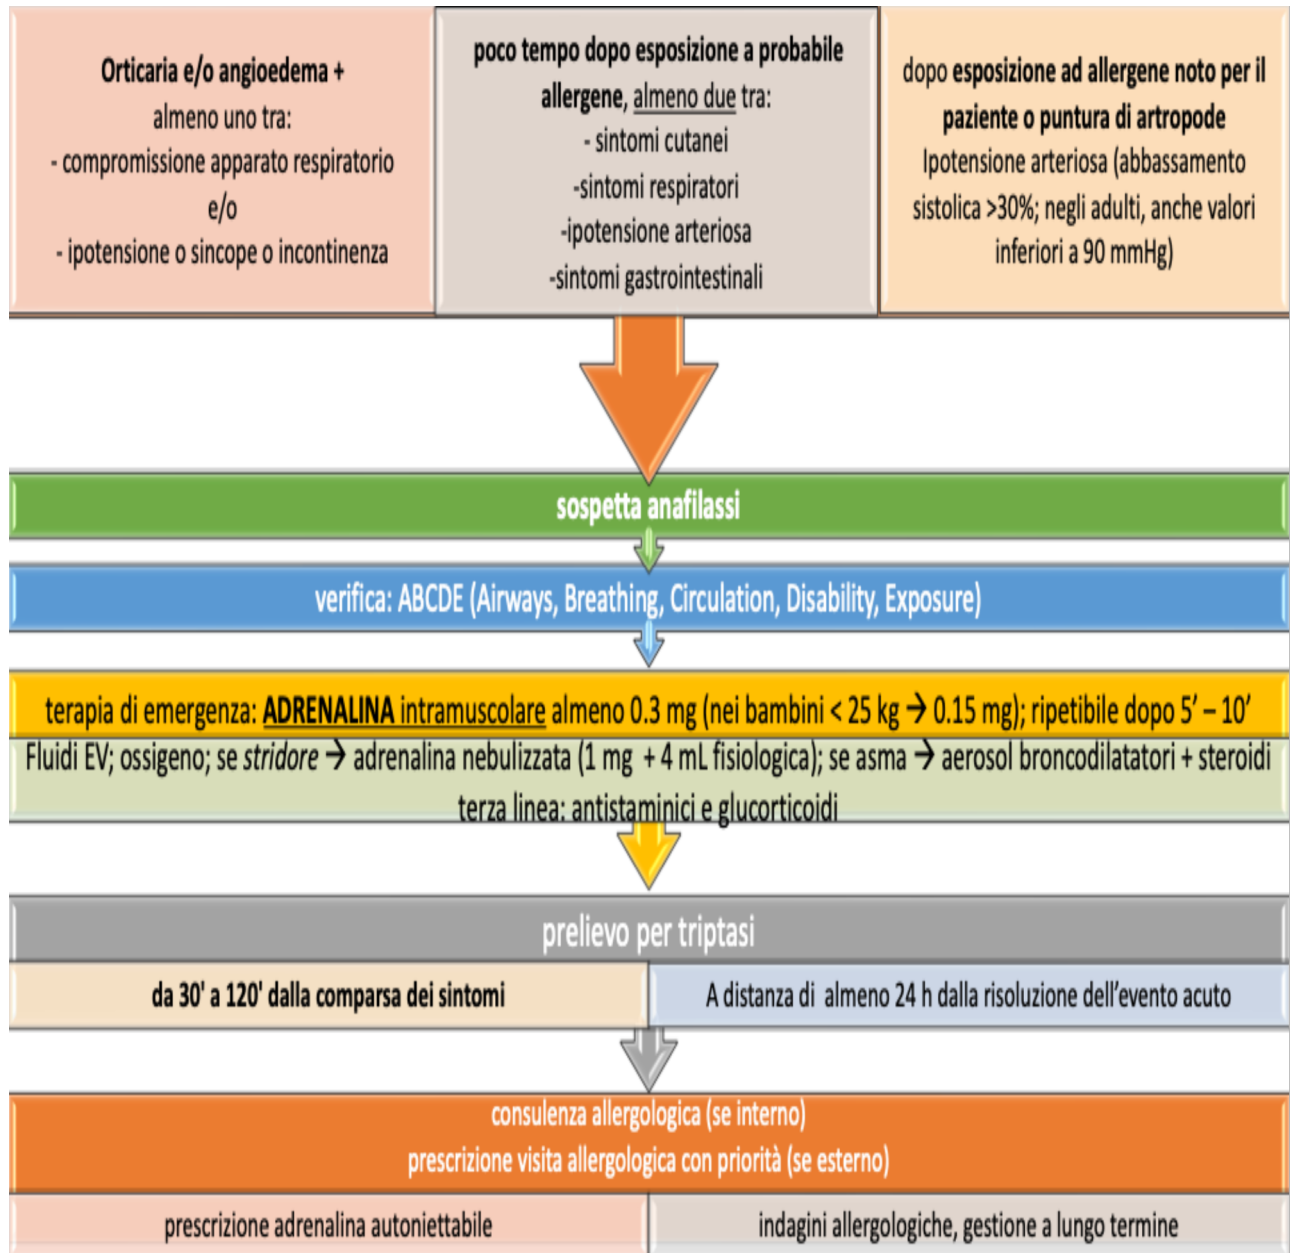 Orticaria e/o angioedema +
almeno uno tra:
- compromissione apparato respiratorio
e/o
- ipotensione o sincope o incontinenza
poco tempo dopo esposizione a probabile
allergene, almeno due tra:
- sintomi cutanei
-sintomi respiratori
-ipotensione arteriosa
-sintomi gastrointestinali
dopo esposizione ad allergene noto per il
paziente o puntura di artropode
Ipotensione arteriosa (abbassamento
sistolica >30%; negli adulti, anche valori
inferiori a 90 mmHg)
sospetta anafilassi
verifica: ABCDE (Airways, Breathing, Circulation, Disability, Exposure)
terapia di emergenza: ADRENALINA intramuscolare almeno 0.3 mg (nei bambini < 25 kg → 0.15 mg); ripetibile dopo 5’ – 10’
Fluidi EV; ossigeno; se stridore → adrenalina nebulizzata (1 mg + 4 mL fisiologica); se asma → aerosol broncodilatatori + steroidi
terza linea: antistaminici e glucorticoidi
prelievo per triptasi
da 30' a 120' dalla comparsa dei sintomi
A distanza di almeno 24 h dalla risoluzione dell’evento acuto
consulenza allergologica (se interno)
prescrizione visita allergologica con priorità (se esterno)
prescrizione adrenalina autoniettabile
indagini allergologiche, gestione a lungo termine